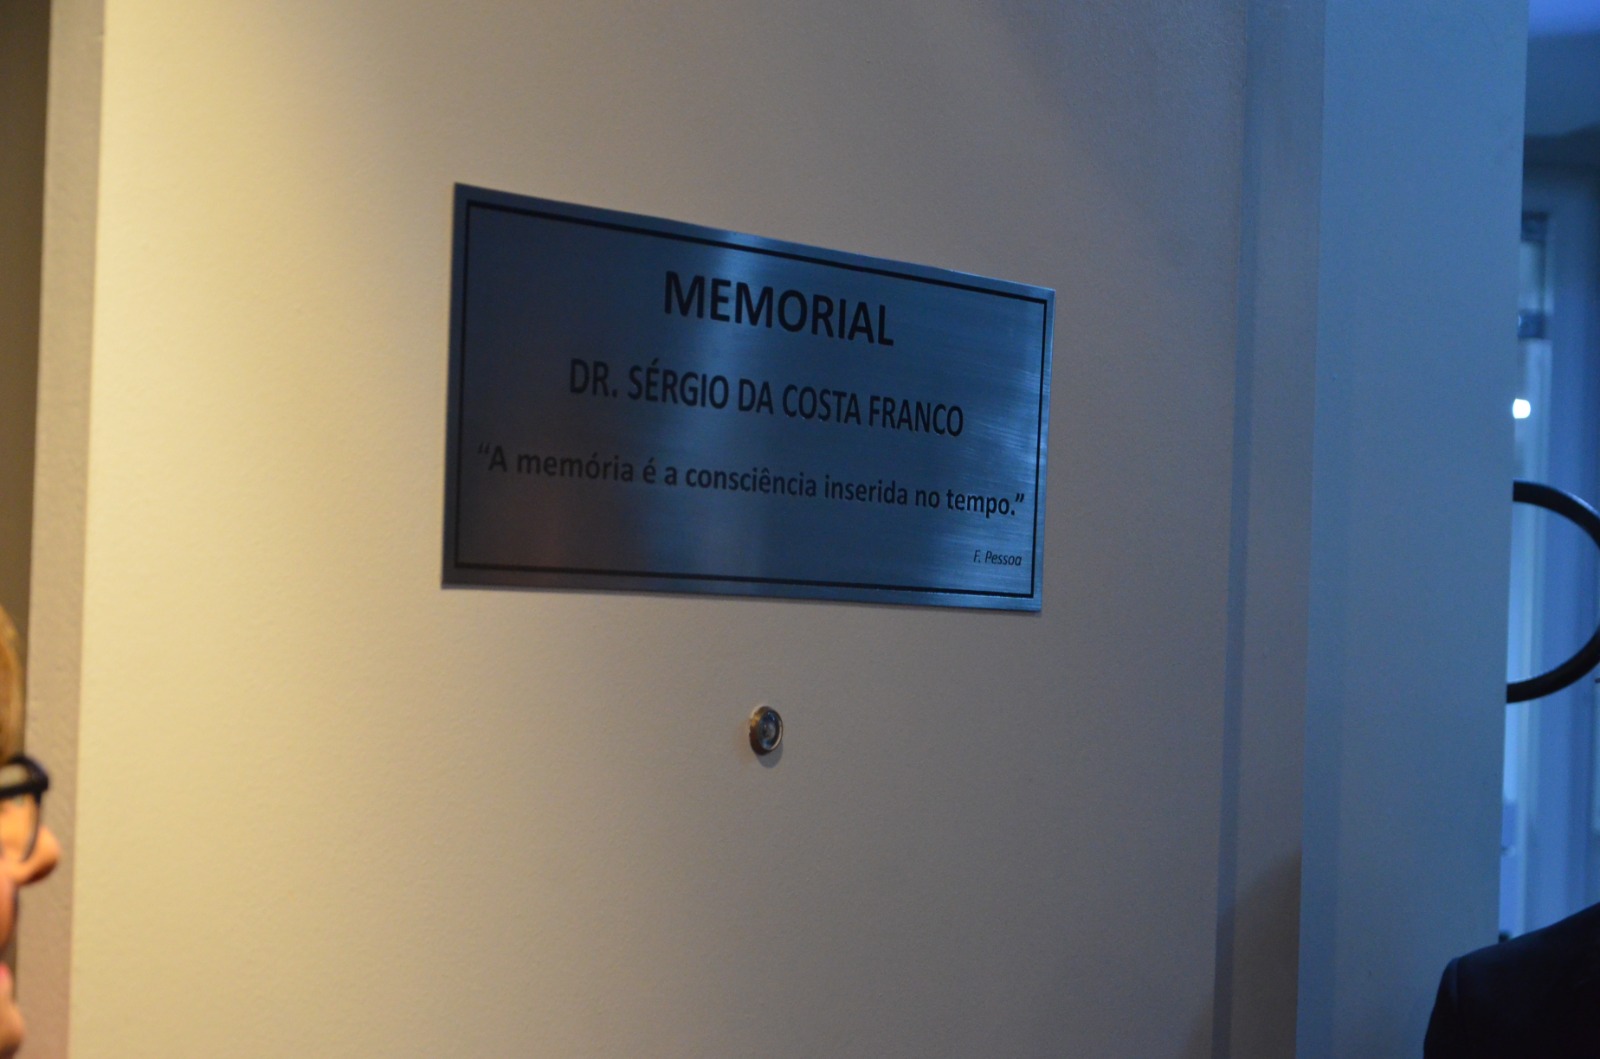 MEMORIAL
DR. SÉRGIO DA COSTA FRANCO
“A memória é a consciência inserida no tempo.”
F. Pessoa